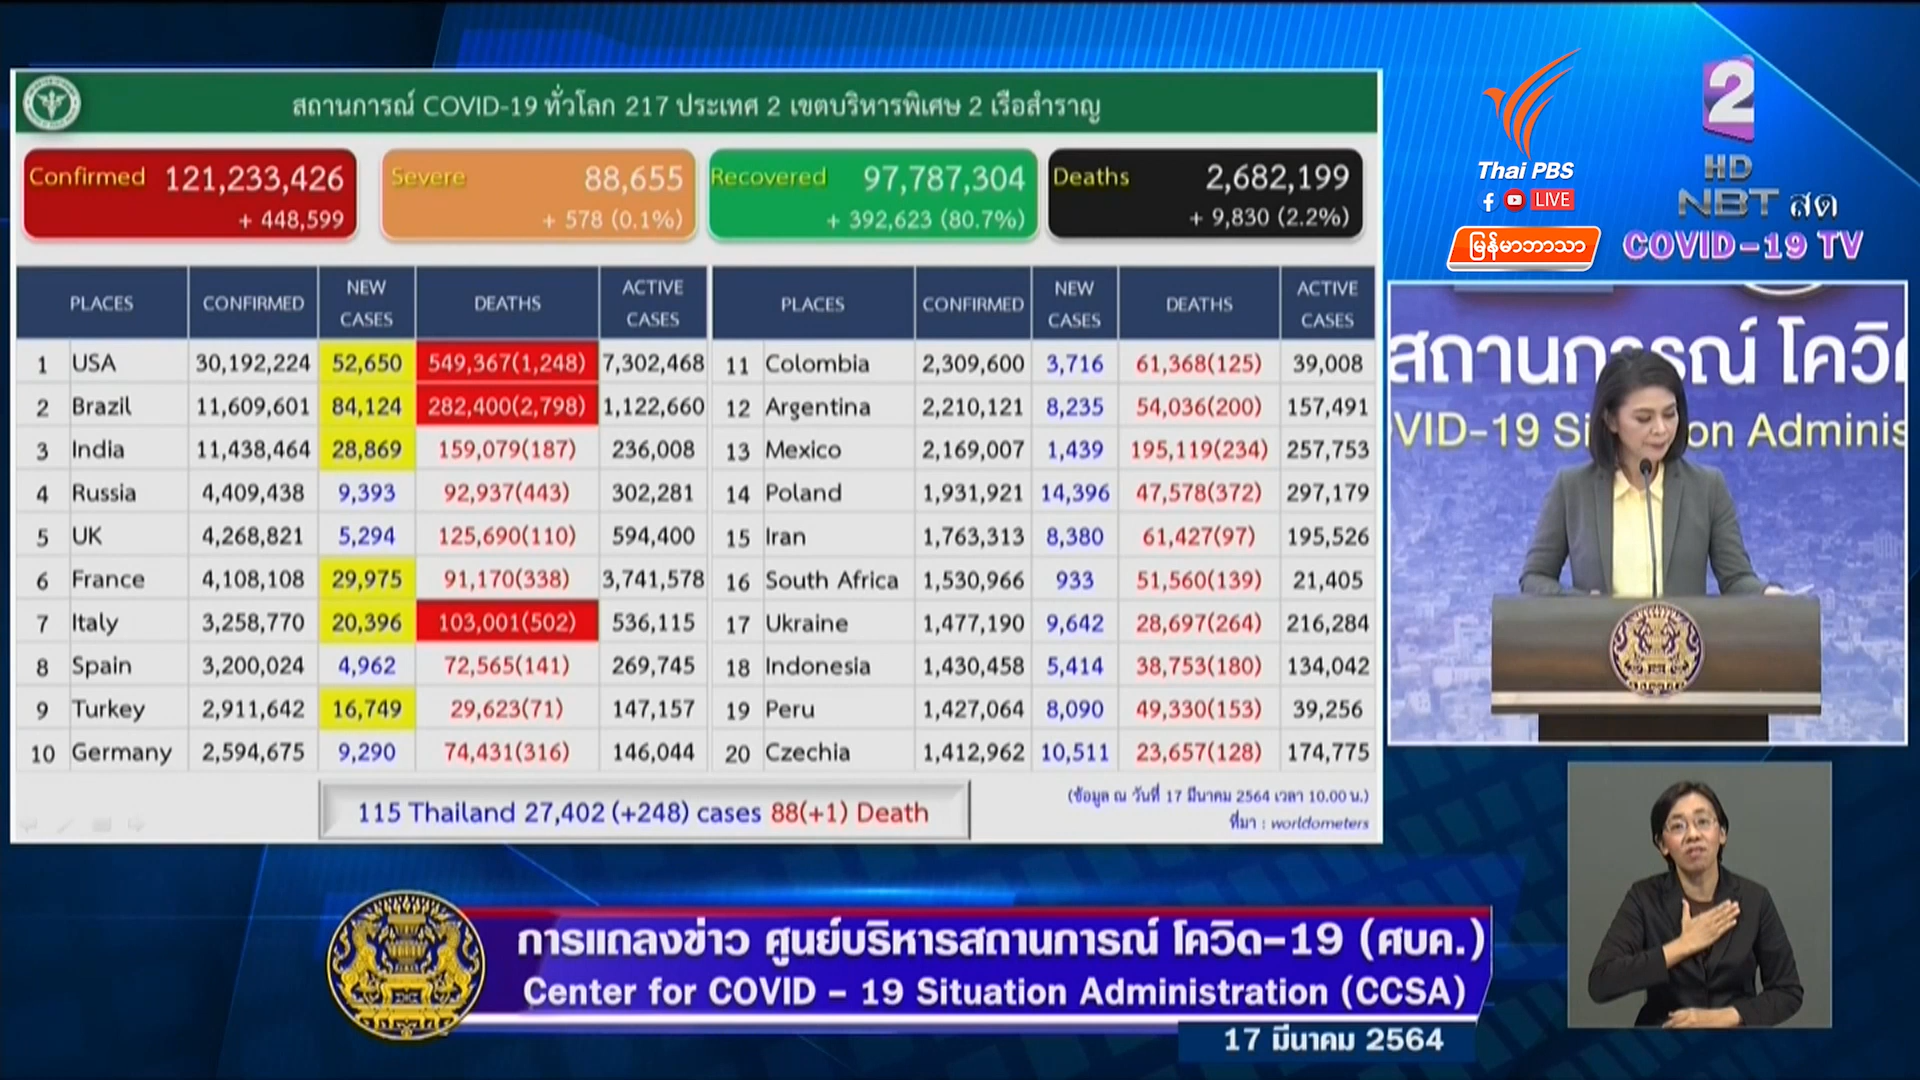 สถานการณ์ COVID-19 ทั่วโลก 217 ประเทศ 2 เขตบริหารพิเศษ 2 เรือสำราญ
Confirmed 121,233,426
+ 448,599
Severe 88,655
+ 578 (0.1%)
Recovered 97,787,304
+ 392,623 (80.7%)
Deaths 2,682,199
+ 9,830 (2.2%)
PLACES CONFIRMED NEW CASES DEATHS ACTIVE CASES
1 USA 30,192,224 52,650 549,367(1,248) 7,302,468
2 Brazil 11,609,601 84,124 282,400(2,798) 1,122,660
3 India 11,438,464 28,869 159,079(187) 236,008
4 Russia 4,409,438 9,393 92,937(443) 302,281
5 UK 4,268,821 5,294 125,690(110) 594,400
6 France 4,108,108 29,975 91,170(338) 3,741,578
7 Italy 3,258,770 20,396 103,001(502) 536,115
8 Spain 3,200,024 4,962 72,565(141) 269,745
9 Turkey 2,911,642 16,749 29,623(71) 147,157
10 Germany 2,594,675 9,290 74,431(316) 146,044
PLACES CONFIRMED NEW CASES DEATHS ACTIVE CASES
11 Colombia 2,309,600 3,716 61,368(125) 39,008
12 Argentina 2,210,121 8,235 54,036(200) 157,491
13 Mexico 2,169,007 1,439 195,119(234) 257,753
14 Poland 1,931,921 14,396 47,578(372) 297,179
15 Iran 1,763,313 8,380 61,427(97) 195,526
16 South Africa 1,530,966 933 51,560(139) 21,405
17 Ukraine 1,477,190 9,642 28,697(264) 216,284
18 Indonesia 1,430,458 5,414 38,753(180) 134,042
19 Peru 1,427,064 8,090 49,330(153) 39,256
20 Czechia 1,412,962 10,511 23,657(128) 174,775
115 Thailand 27,402 (+248) cases 88(+1) Death
(ข้อมูล ณ วันที่ 17 มีนาคม 2564 เวลา 10.00 น.)
ที่มา : worldometers
Thai PBS
LIVE
မြန်မာဘာသာ
2
HD
NBT สด
COVID-19 TV
สถานการณ์ โควิ
VID-19 Si on Adminis
การแถลงข่าว ศูนย์บริหารสถานการณ์ โควิด-19 (ศบค.)
Center for COVID - 19 Situation Administration (CCSA)
17 มีนาคม 2564